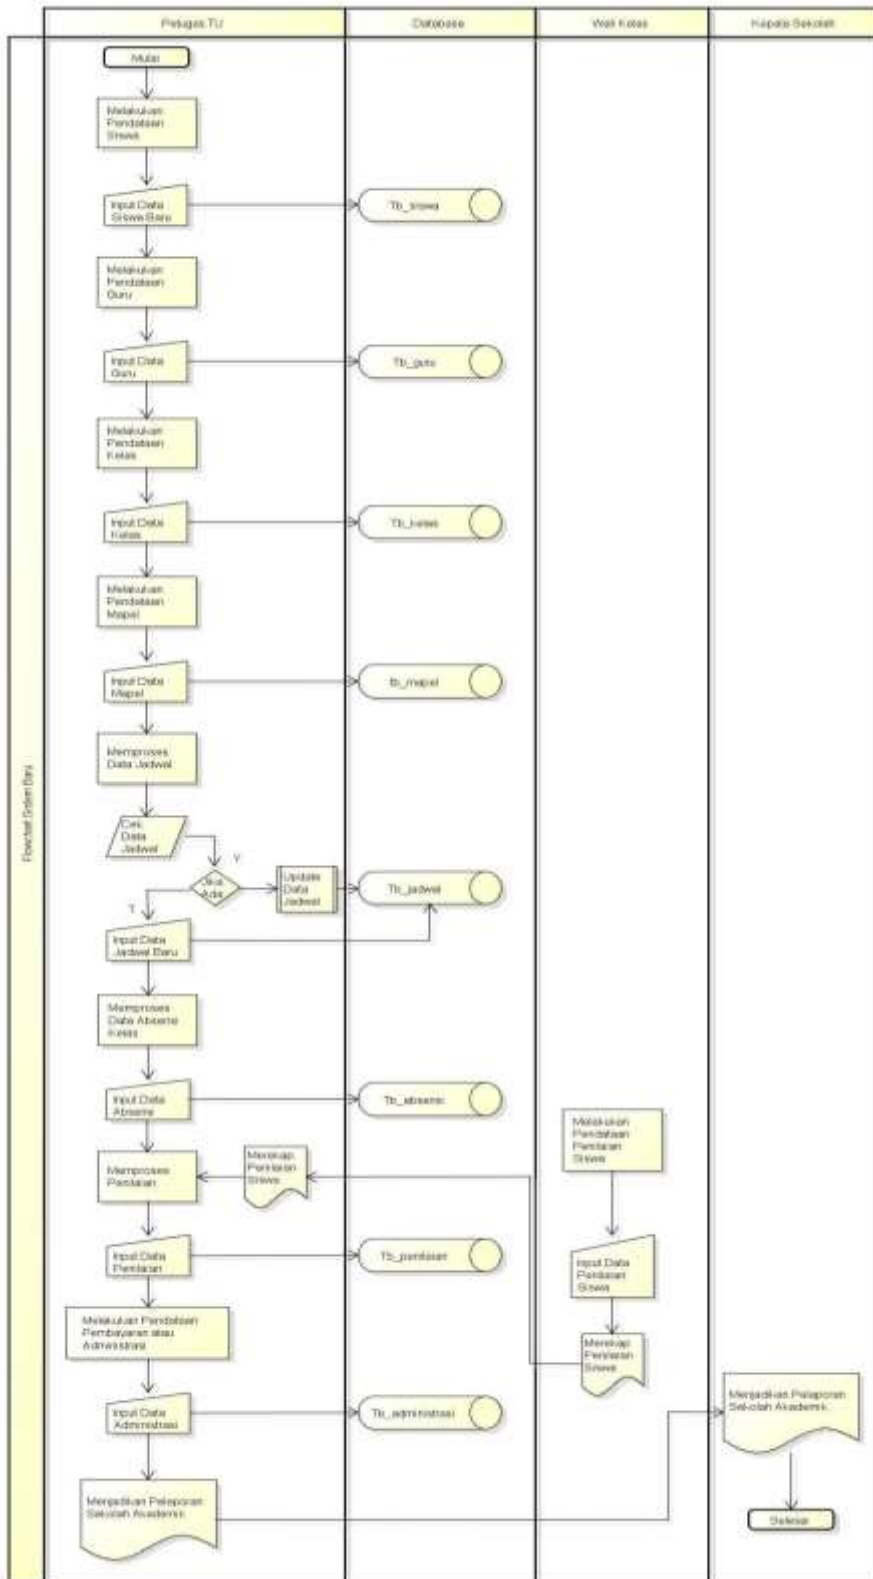 Petugas TU
Database
Wali Kelas
Kepala Sekolah
Flowchat Sistem Baru
Mulai
Melakukan
Pendataan
Siswa
Input Data
Siswa Baru
Tb_siswa
Melakukan
Pendataan
Guru
Input Data
Guru
Tb_guru
Melakukan
Pendataan
Kelas
Input Data
Kelas
Tb_kelas
Melakukan
Pendataan
Mapel
Input Data
Mapel
tb_mapel
Memproses
Data Jadwal
Cek
Data
Jadwal
Y
Jika
Ada
Update
Data
Jadwal
Tb_jadwal
T
Input Data
Jadwal Baru
Memproses
Data Absensi
Kelas
Input Data
Absensi
Tb_absensi
Melakukan
Pendataan
Penilaian
Siswa
Memproses
Penilaian
Merekap
Penilaian
Siswa
Input Data
Penilaian
Tb_penilaian
Input Data
Penilaian
Siswa
Melakukan Pendataan
Pembayaran atau
Administrasi
Merekap
Penilaian
Siswa
Input Data
Administrasi
Tb_administrasi
Menjadikan Pelaporan
Sekolah Akademik
Menjadikan Pelaporan
Sekolah Akademik
Selesai